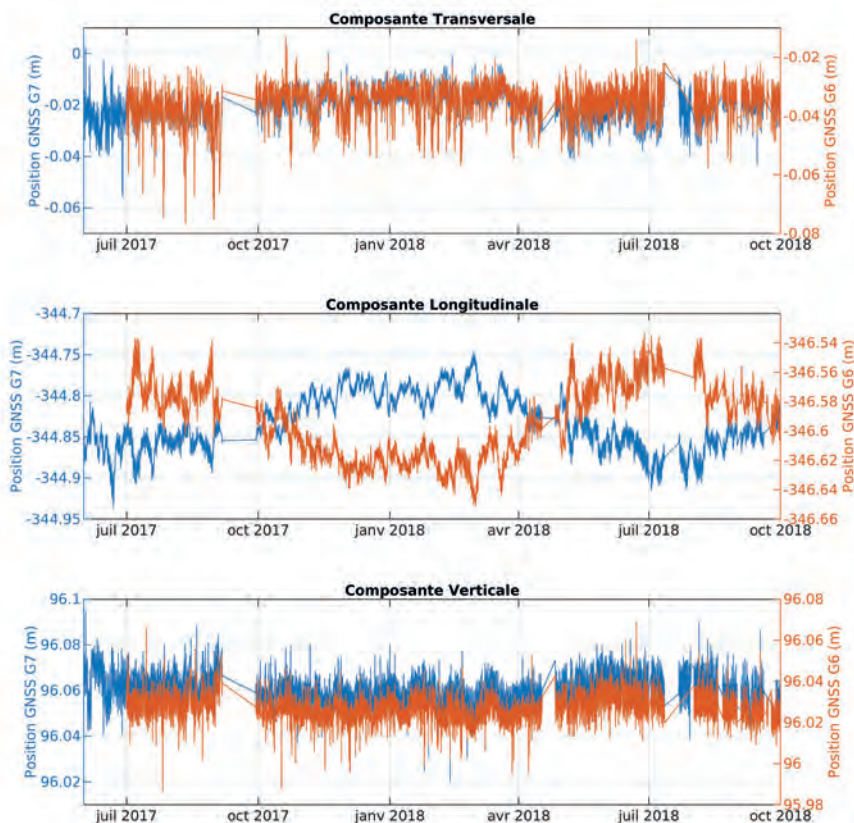 Composante Transversale
Position GNSS G7 (m)
0
-0.02
-0.04
-0.06
-0.02
-0.04
-0.06
-0.08
Position GNSS G6 (m)
juil 2017 oct 2017 janv 2018 avr 2018 juil 2018 oct 2018
Composante Longitudinale
Position GNSS G7 (m)
-344.7
-344.75
-344.8
-344.85
-344.9
-344.95
-346.54
-346.56
-346.58
-346.6
-346.62
-346.64
-346.66
Position GNSS G6 (m)
juil 2017 oct 2017 janv 2018 avr 2018 juil 2018 oct 2018
Composante Verticale
Position GNSS G7 (m)
96.1
96.08
96.06
96.04
96.02
96.08
96.06
96.04
96.02
96
95.98
Position GNSS G6 (m)
juil 2017 oct 2017 janv 2018 avr 2018 juil 2018 oct 2018